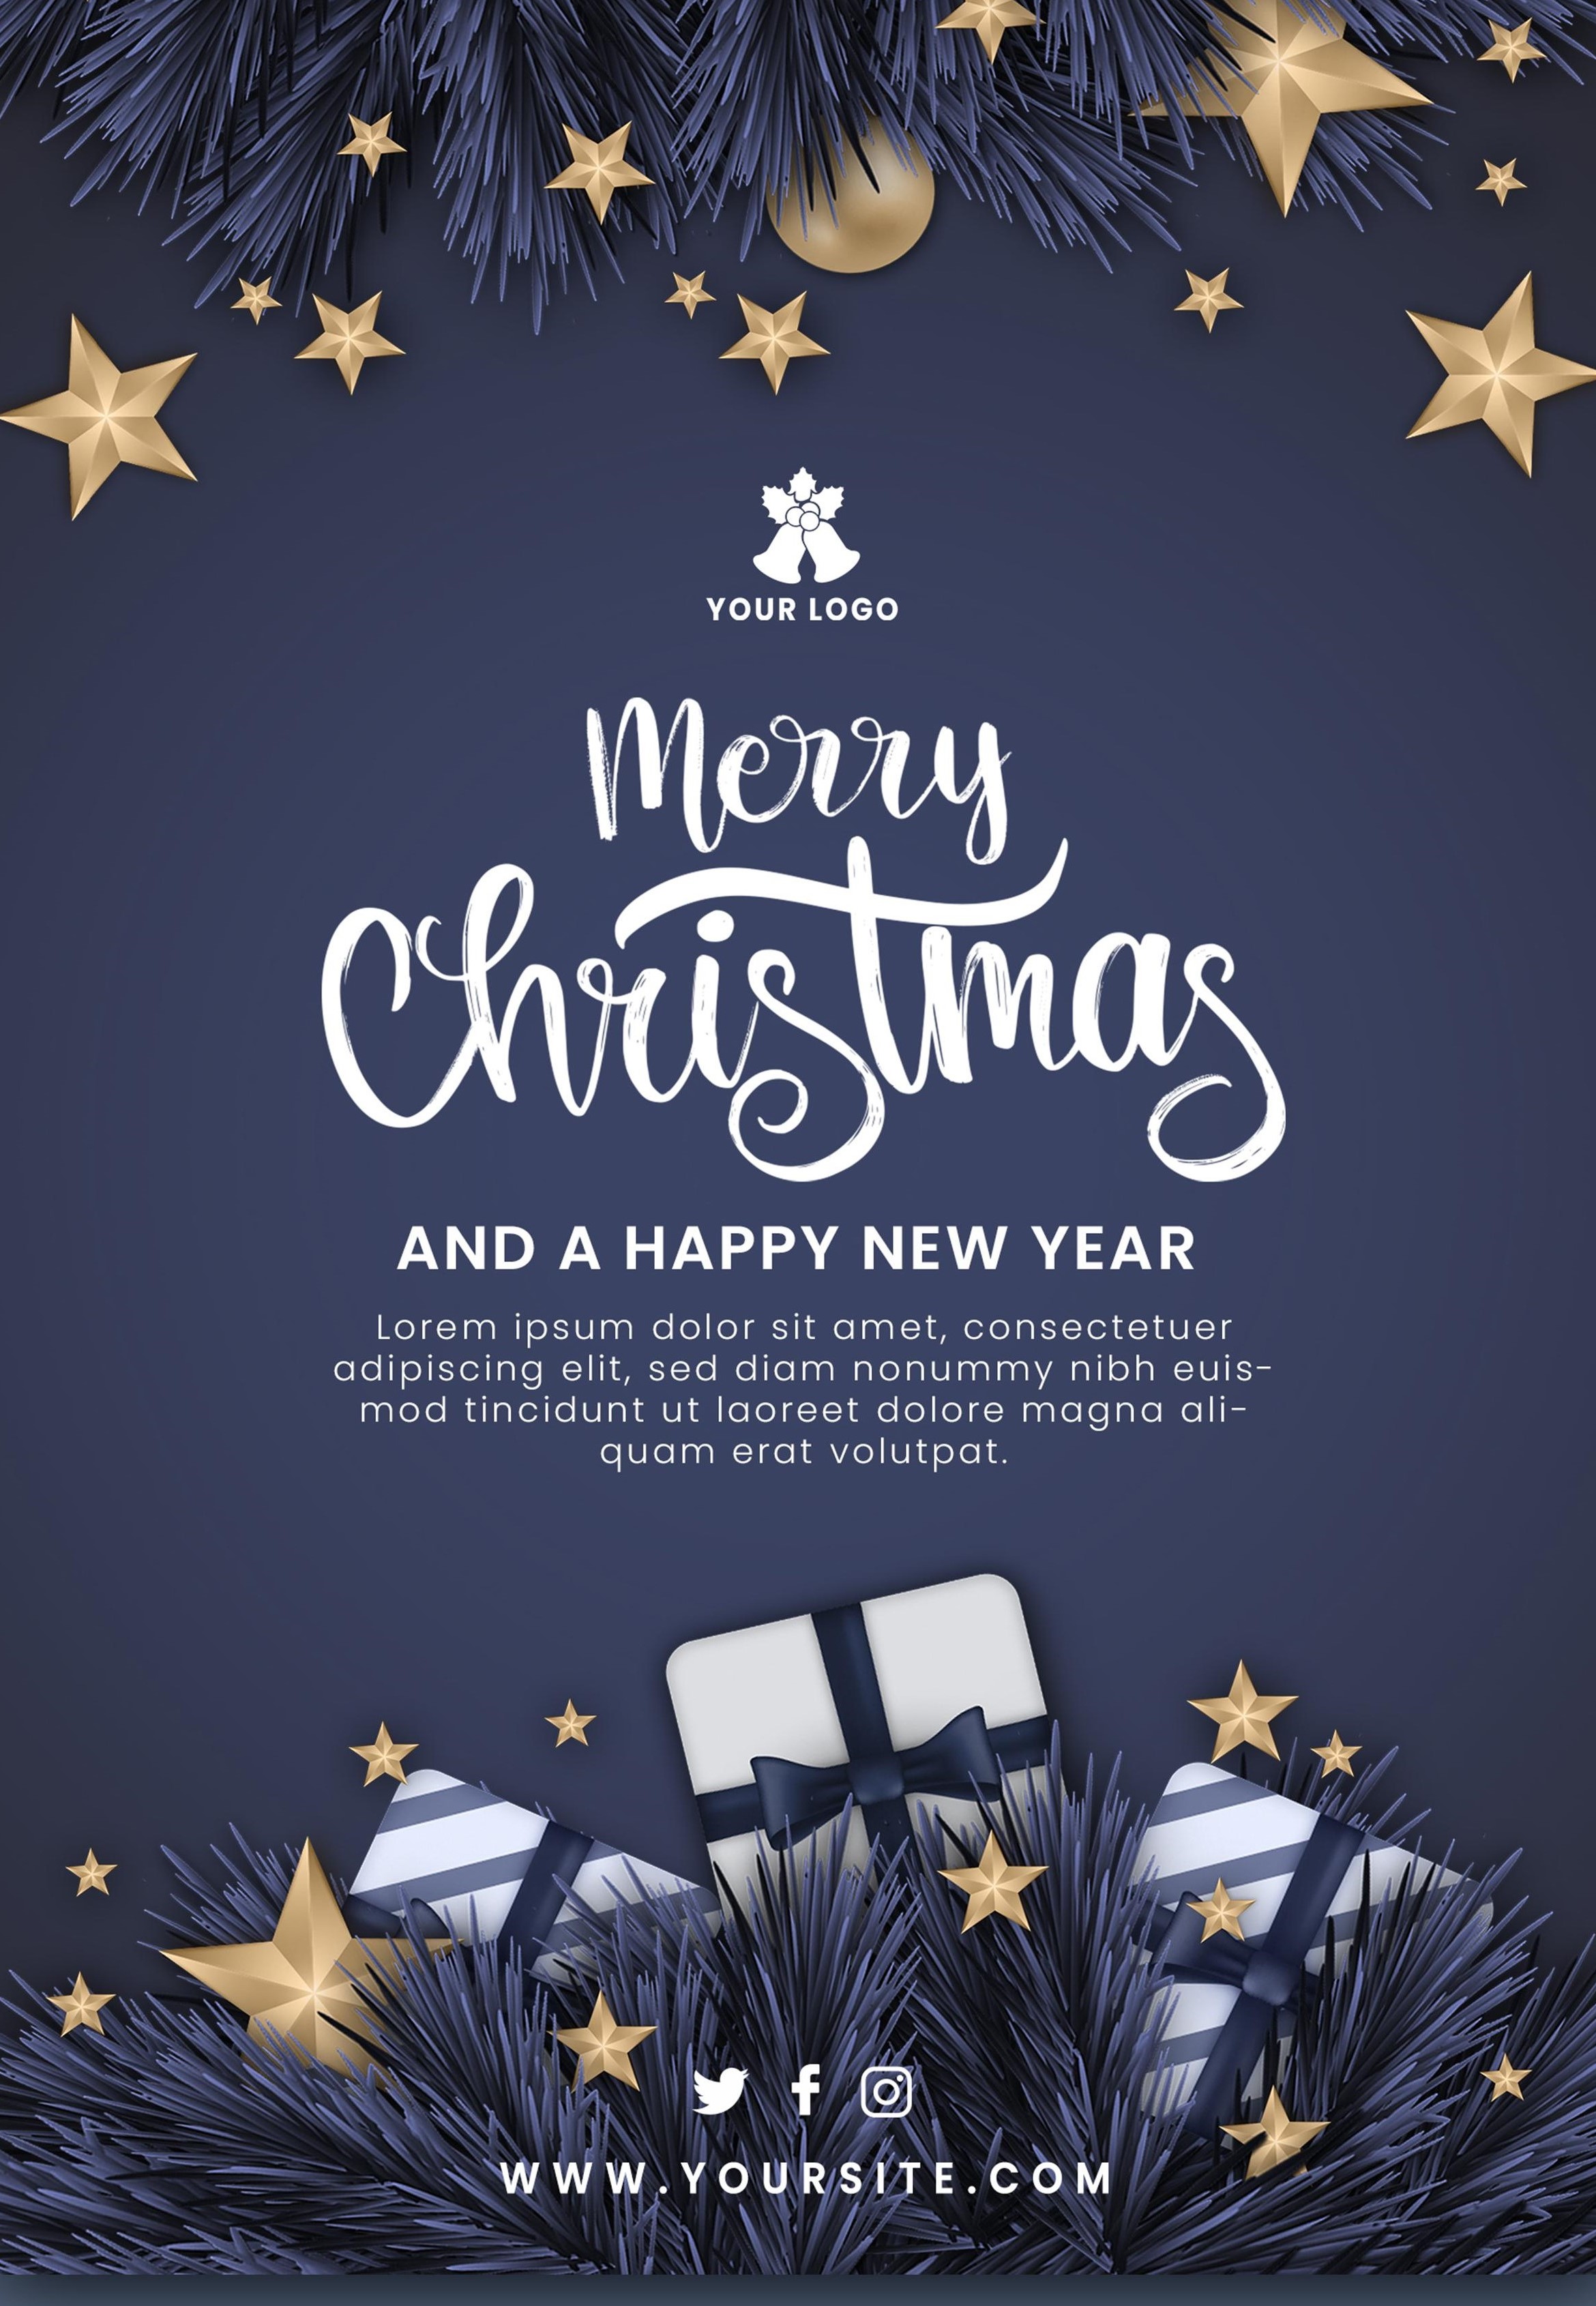 YOUR LOGO
Merry
Christmas
AND A HAPPY NEW YEAR
Lorem ipsum dolor sit amet, consectetuer
adipiscing elit, sed diam nonummy nibh euis-
mod tincidunt ut laoreet dolore magna ali-
quam erat volutpat.
WWW.YOURSITE.COM